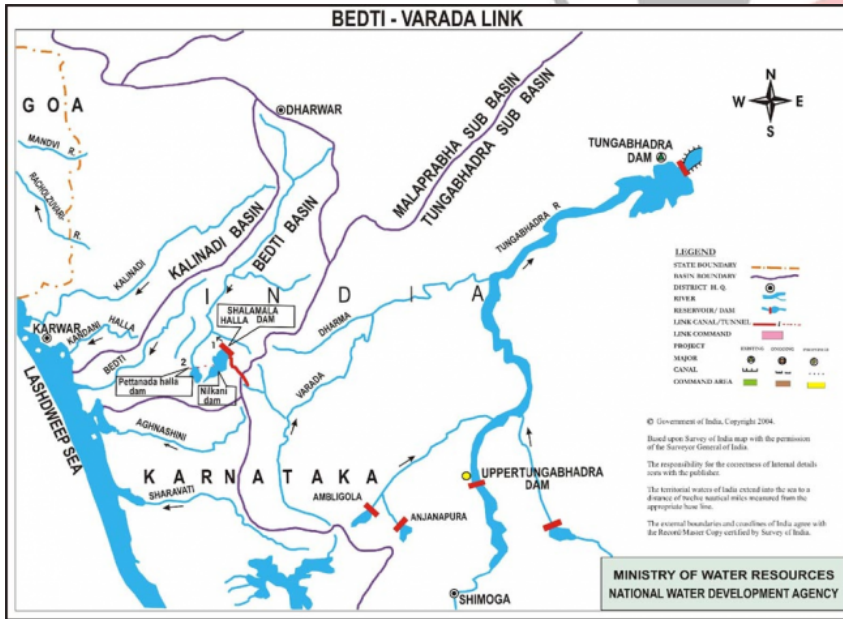 BEDTI - VARADA LINK
G O A
MANDVI R.
RACHOLZUVARI R.
DHARWAR
MALAPRABHA SUB BASIN
TUNGABHADRA SUB BASIN
N
W E
S
TUNGABHADRA
DAM
TUNGABHADRA R
KALINADI BASIN
BEDTI BASIN
KALINADI
I N D I A
SHALAMALA
HALLA DAM
DHARMA
KARWAR
KANDANI HALLA
BEDTI
1
2
Pettanada halla
dam
Nilkani
dam
VARADA
LASHDWEEP SEA
AGHNASHINI
K A R N A T A K A
SHARAVATI
AMBLIGOLA
ANJANAPURA
UPPERTUNGABHADRA
DAM
SHIMOGA
LEGEND
STATE BOUNDARY
BASIN BOUNDARY
DISTRICT H. Q.
RIVER
RESERVOIR/ DAM
LINK CANAL/TUNNEL
LINK COMMAND
PROJECT
MAJOR
CANAL
COMMAND AREA
© Government of India, Copyright 2004.
Based upon Survey of India map with the permission
of the Surveyor General of India.
The responsibility for the correctness of internal details
rests with the publisher.
The territorial waters of India extend into the sea to a
distance of twelve nautical miles measured from the
appropriate base line.
The external boundaries and coastlines of India agree with
the Record/Master Copy certified by Survey of India.
MINISTRY OF WATER RESOURCES
NATIONAL WATER DEVELOPMENT AGENCY